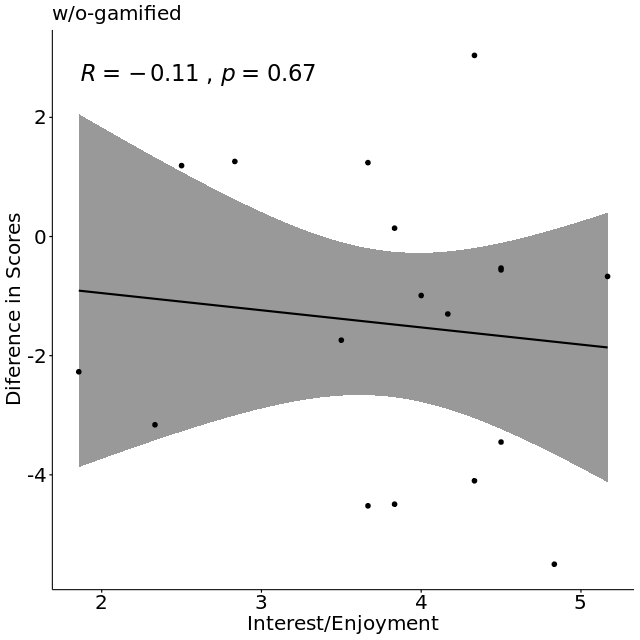 w/o-gamified
R = −0.11 , p = 0.67
2
0
-2
-4
Diference in Scores
2 3 4 5
Interest/Enjoyment